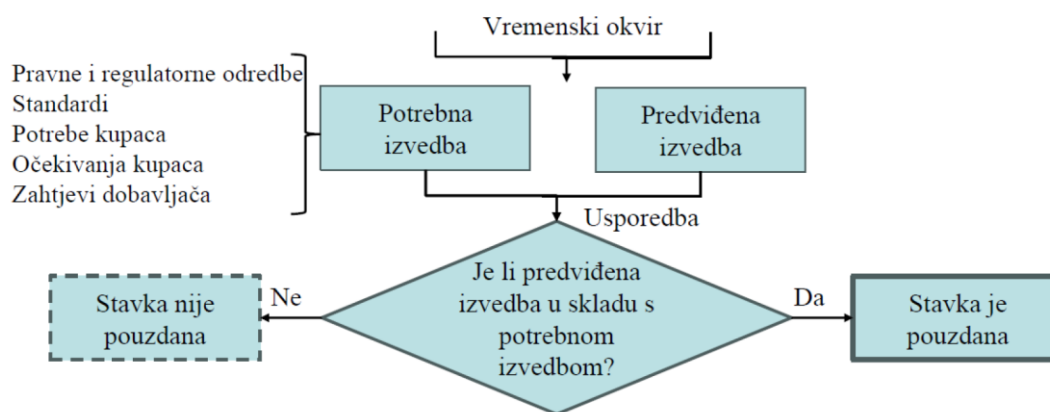 Vremenski okvir
Pravne i regulatorne odredbe
Standardi
Potrebe kupaca
Očekivanja kupaca
Zahtjevi dobavljača
Potrebna
izvedba
Predviđena
izvedba
Usporedba
Je li predviđena
izvedba u skladu s
potrebnom
izvedbom?
Ne
Stavka nije
pouzdana
Da
Stavka je
pouzdana